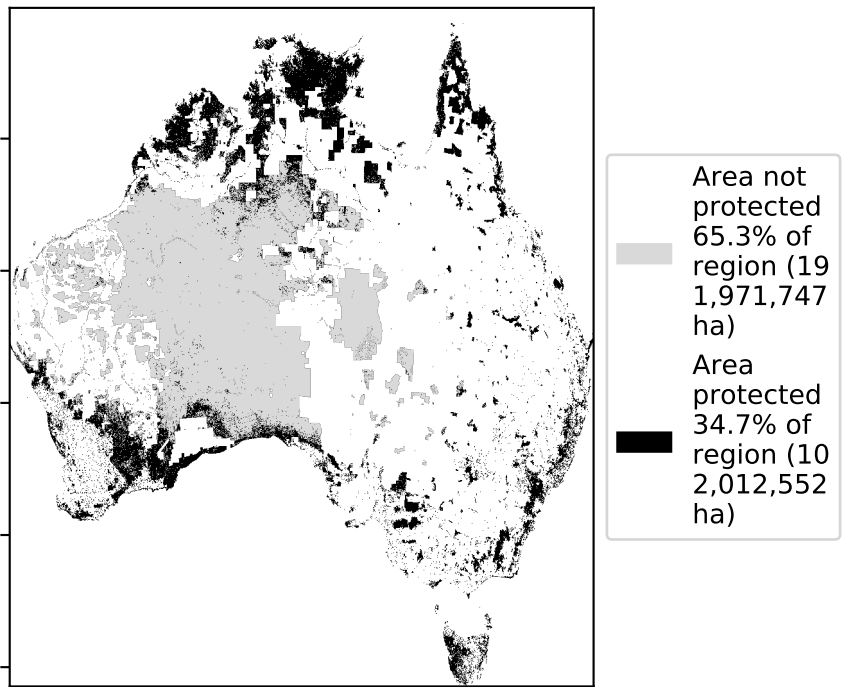 Area not
protected
65.3% of
region (19
1,971,747
ha)
Area
protected
34.7% of
region (10
2,012,552
ha)